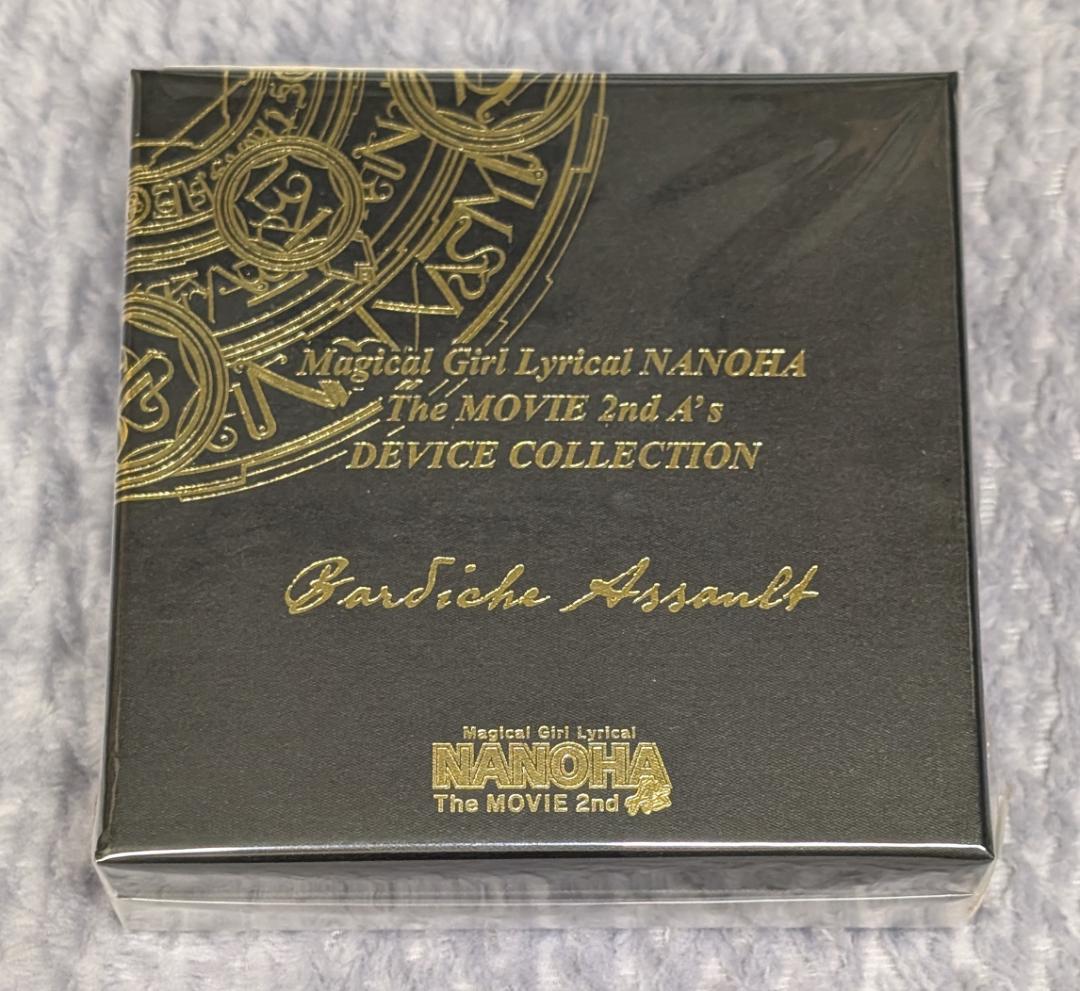 Magical Girl Lyrical NANOHA
The MOVIE 2nd A's
DEVICE COLLECTION
Bardiche Assault
Magical Girl Lyrical
NANOHA
The MOVIE 2nd A's